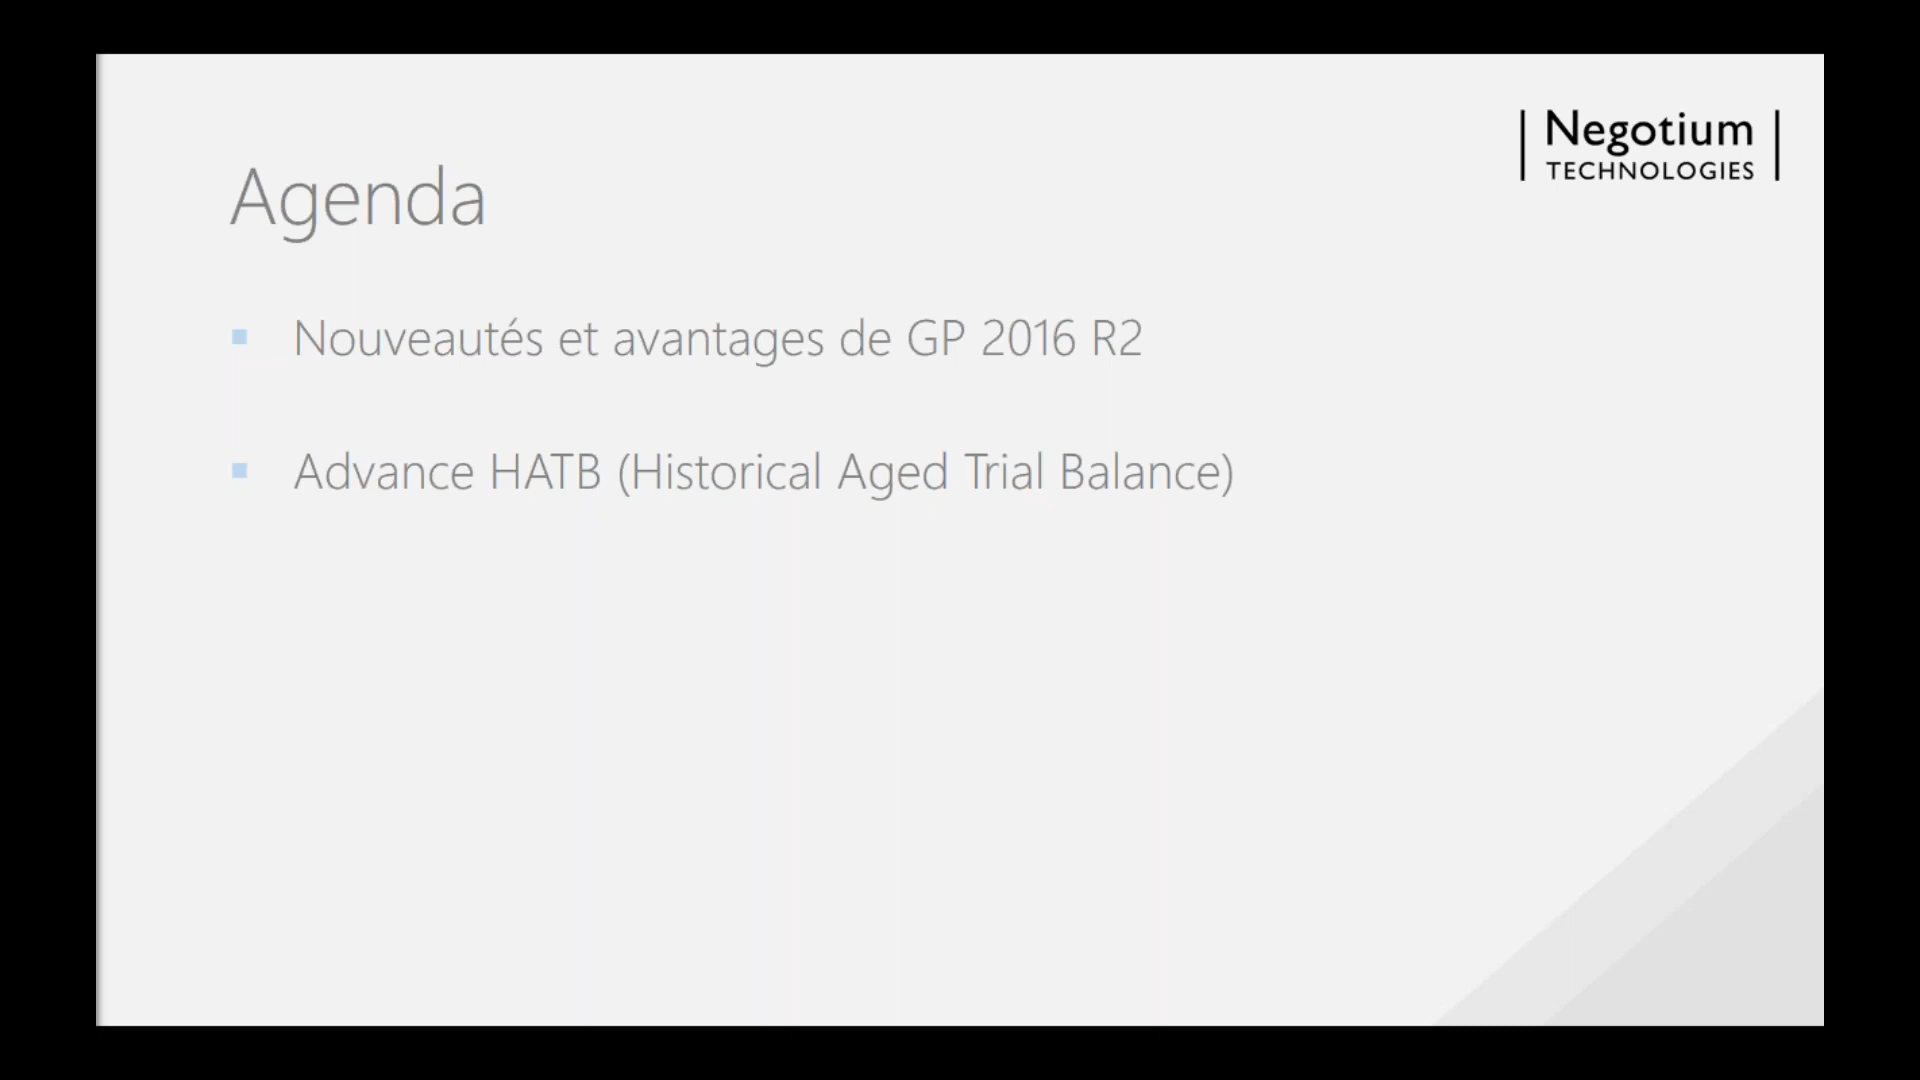 Negotium
TECHNOLOGIES
Agenda
Nouveautés et avantages de GP 2016 R2
Advance HATB (Historical Aged Trial Balance)